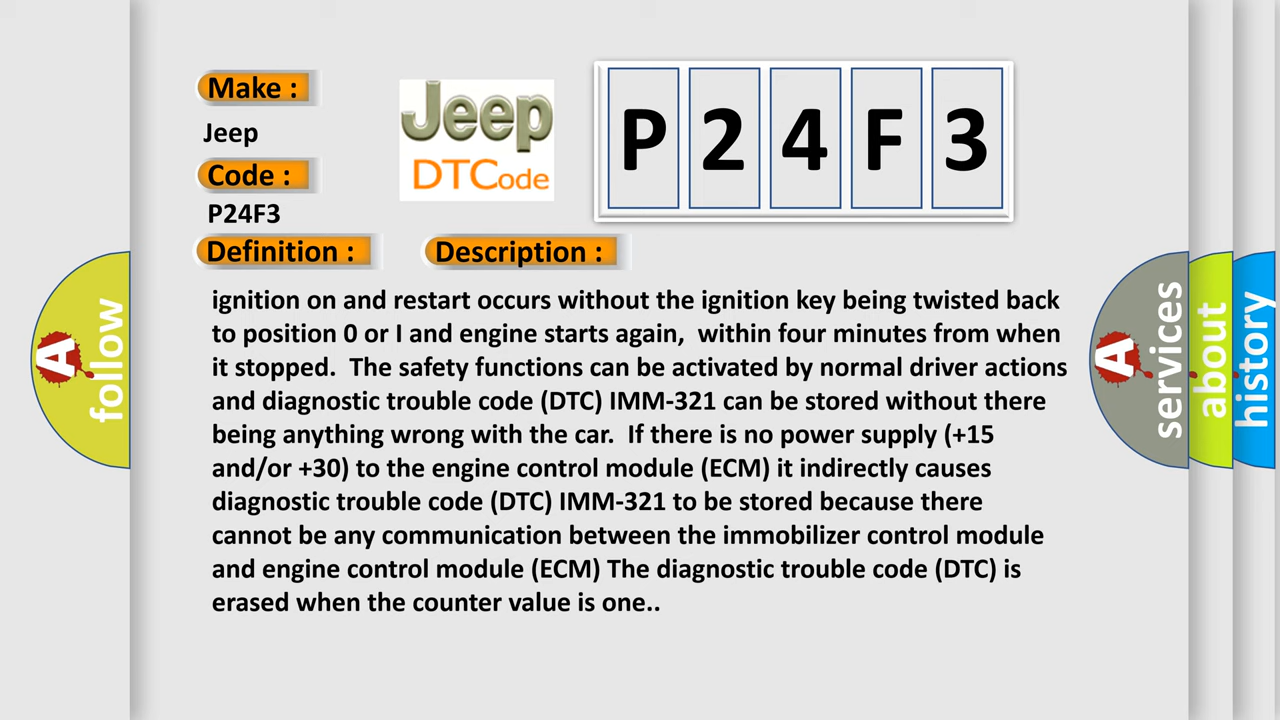 Make :
Jeep
Code :
P24F3
Jeep
DTCode
P24F3
Definition :
Description :
ignition on and restart occurs without the ignition key being twisted back
to position 0 or I and engine starts again, within four minutes from when
it stopped. The safety functions can be activated by normal driver actions
and diagnostic trouble code (DTC) IMM-321 can be stored without there
being anything wrong with the car. If there is no power supply (+15
and/or +30) to the engine control module (ECM) it indirectly causes
diagnostic trouble code (DTC) IMM-321 to be stored because there
cannot be any communication between the immobilizer control module
and engine control module (ECM) The diagnostic trouble code (DTC) is
erased when the counter value is one..
A
follow
A
services
about
history